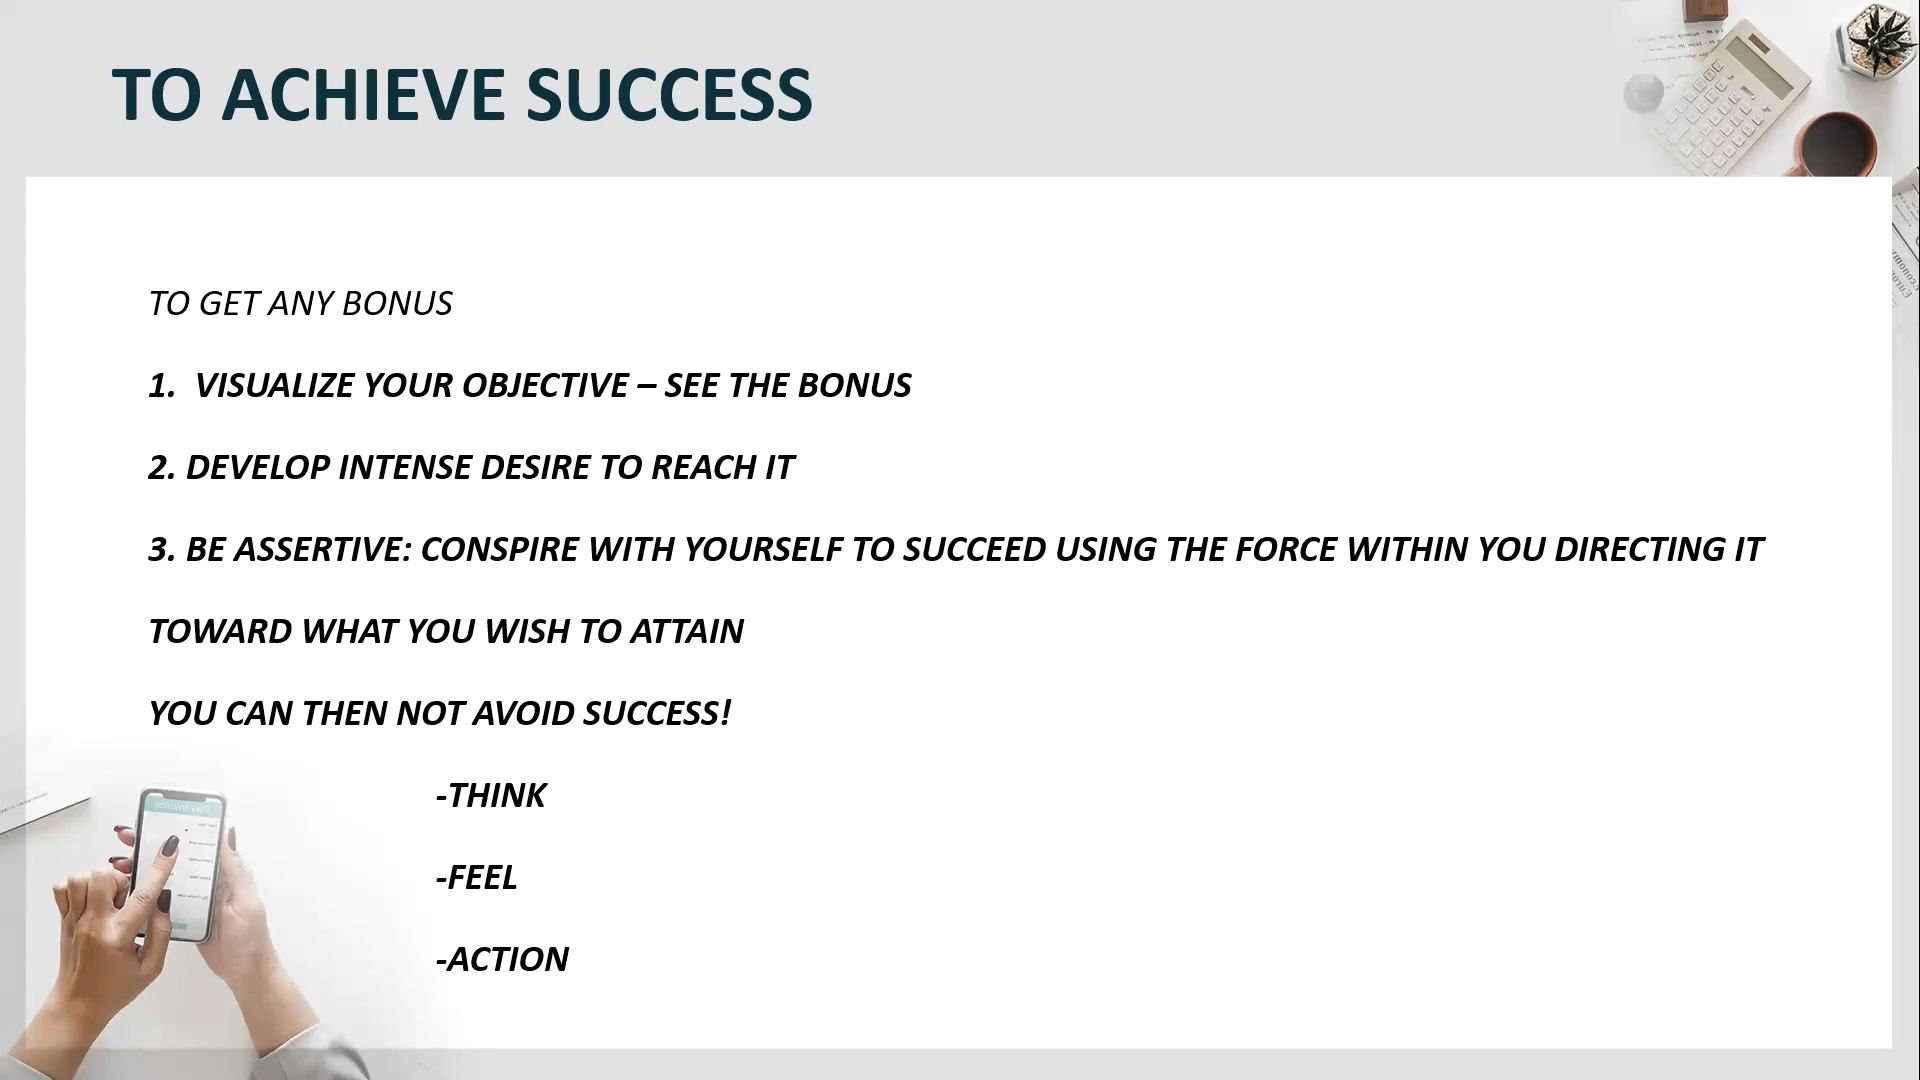 TO ACHIEVE SUCCESS
TO GET ANY BONUS
1. VISUALIZE YOUR OBJECTIVE – SEE THE BONUS
2. DEVELOP INTENSE DESIRE TO REACH IT
3. BE ASSERTIVE: CONSPIRE WITH YOURSELF TO SUCCEED USING THE FORCE WITHIN YOU DIRECTING IT
TOWARD WHAT YOU WISH TO ATTAIN
YOU CAN THEN NOT AVOID SUCCESS!
-THINK
-FEEL
-ACTION